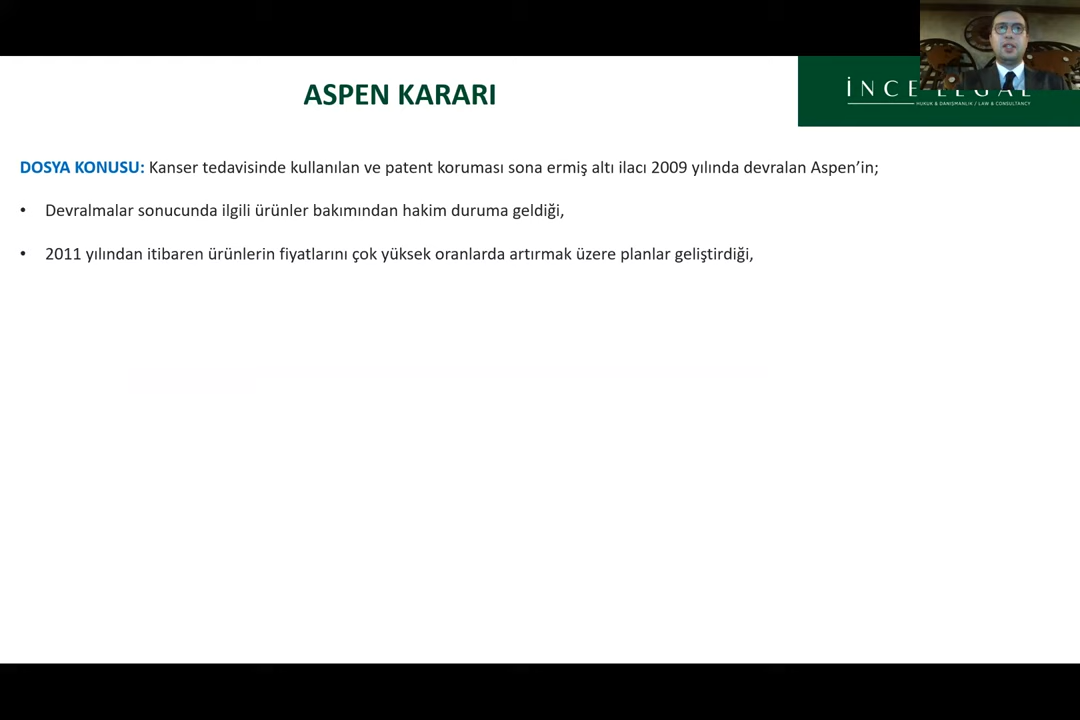 ASPEN KARARI
İNCE LEGAL
HUKUK & DANIŞMANLIK / LAW & CONSULTANCY
DOSYA KONUSU: Kanser tedavisinde kullanılan ve patent koruması sona ermiş altı ilacı 2009 yılında devralan Aspen’in;
• Devralmalar sonucunda ilgili ürünler bakımından hakim duruma geldiği,
• 2011 yılından itibaren ürünlerin fiyatlarını çok yüksek oranlarda artırmak üzere planlar geliştirdiği,